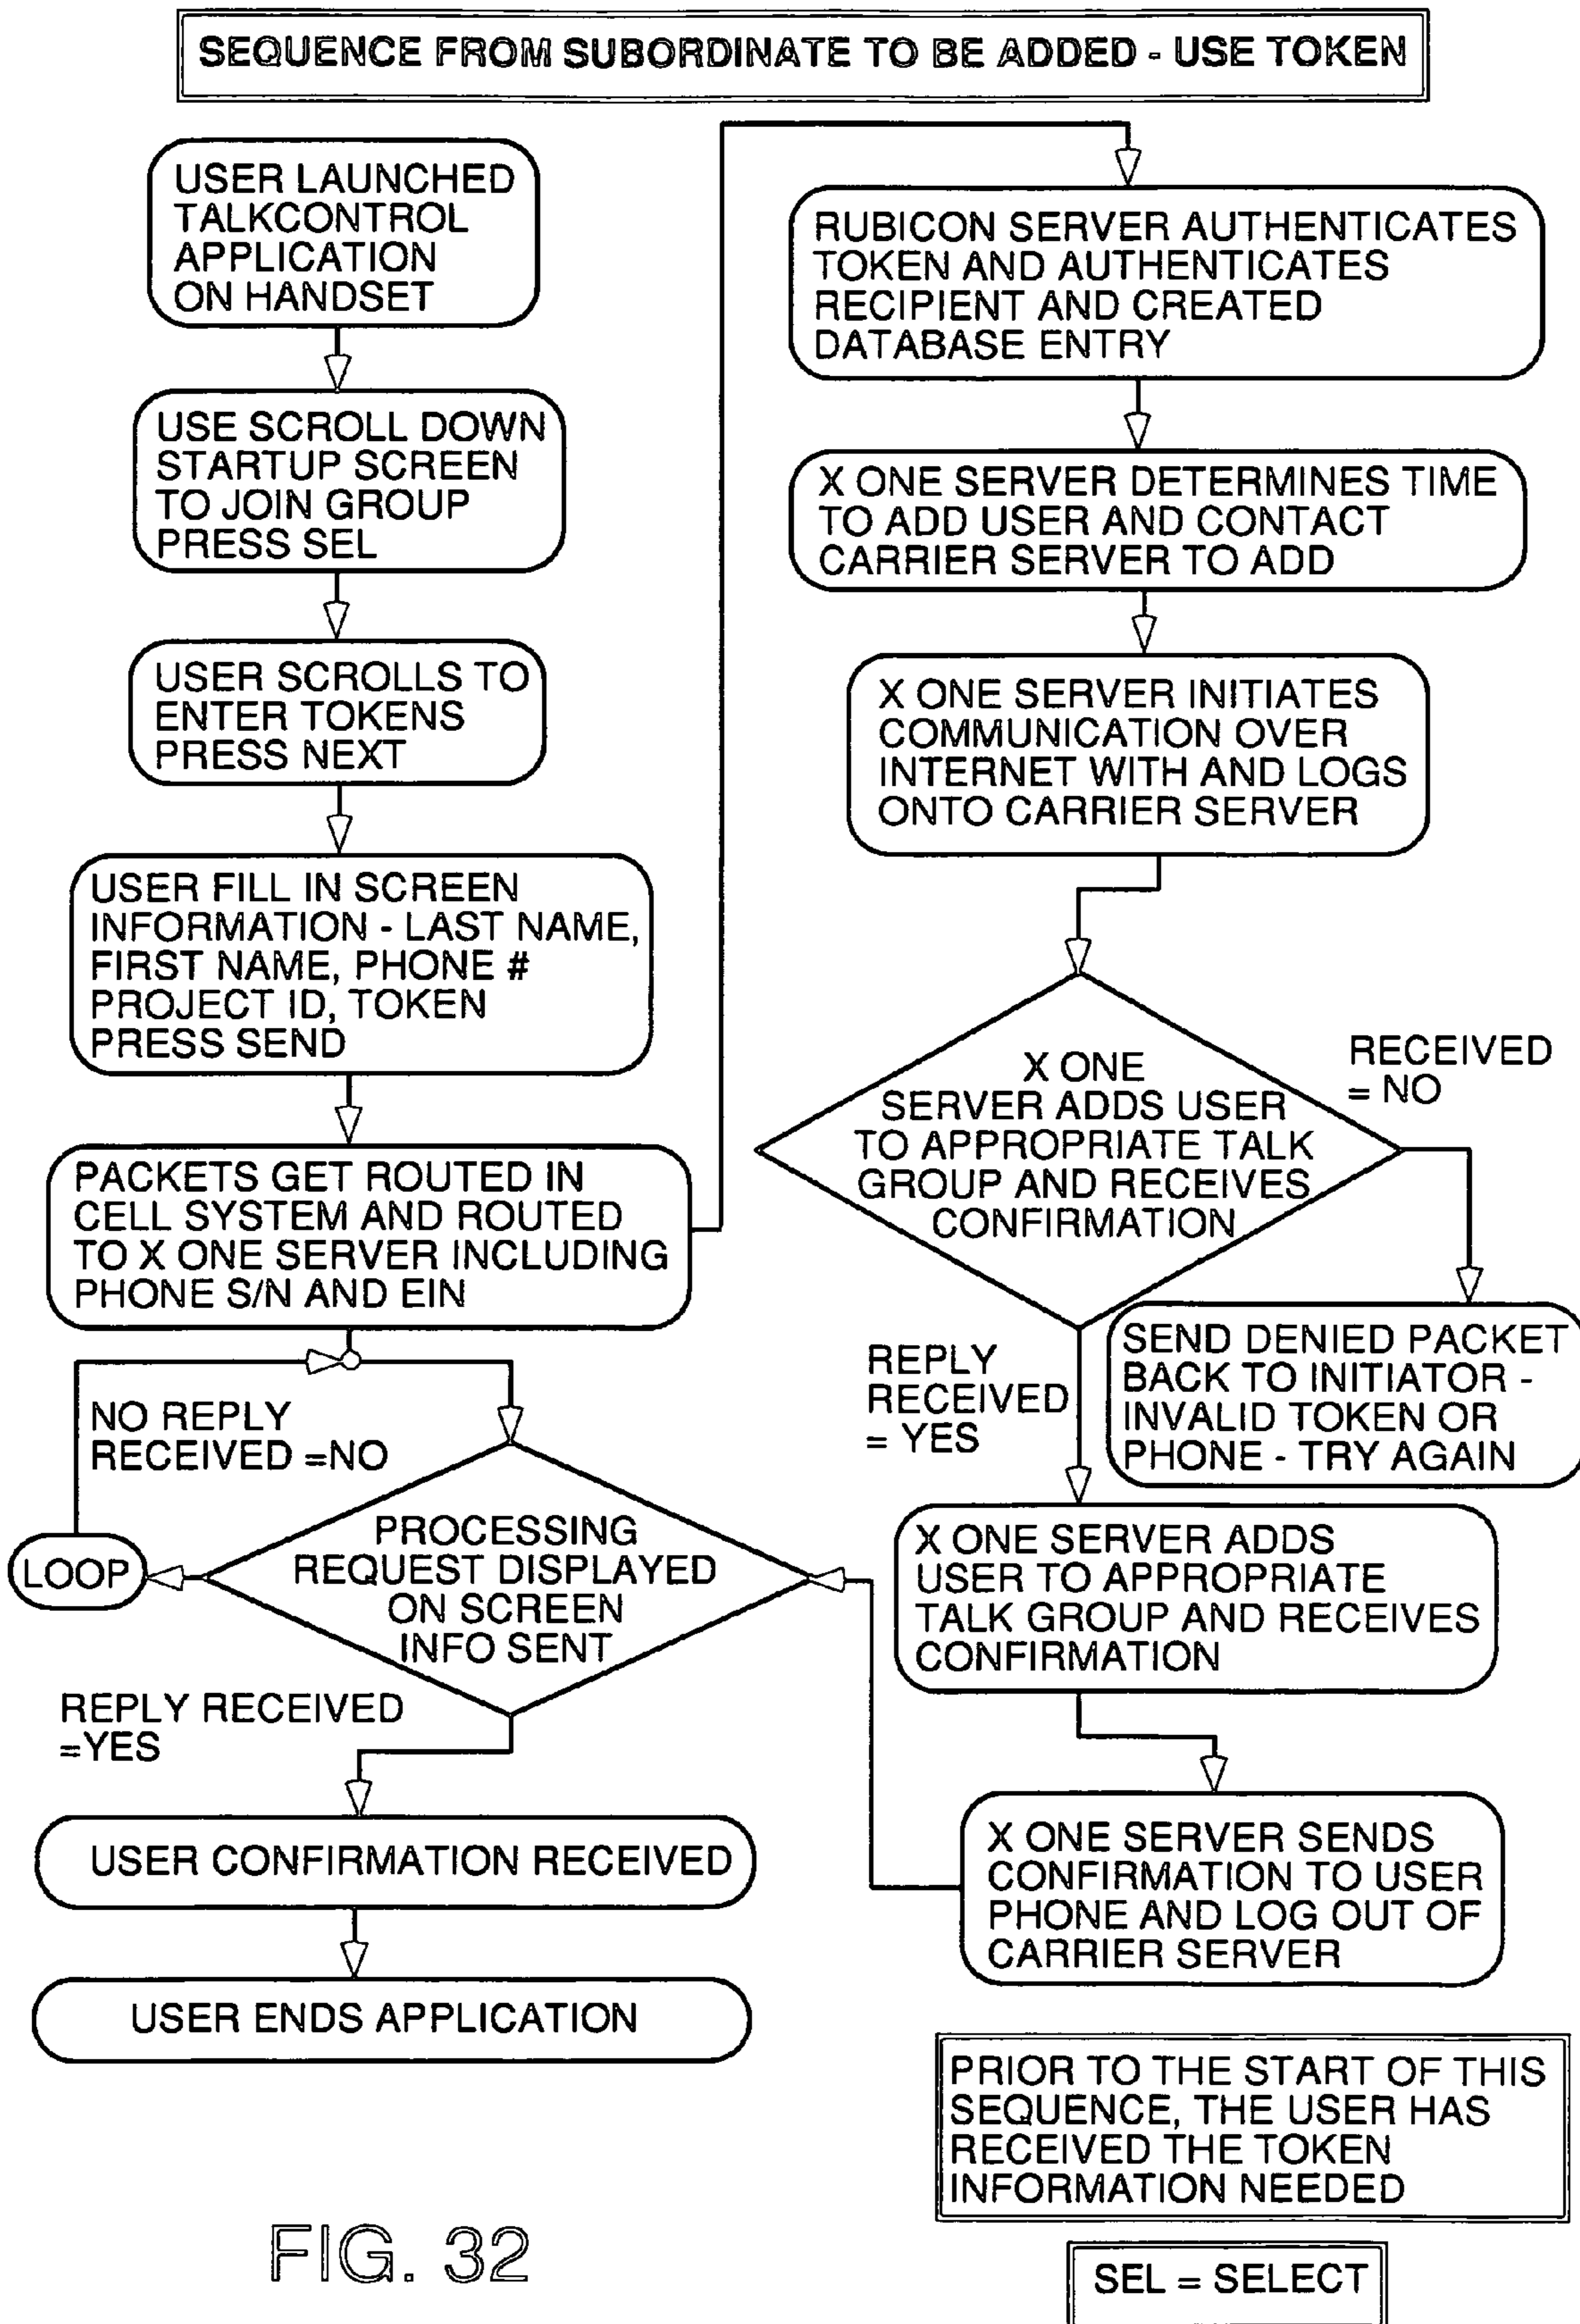 SEQUENCE FROM SUBORDINATE TO BE ADDED - USE TOKEN
USER LAUNCHED
TALKCONTROL
APPLICATION
ON HANDSET
USE SCROLL DOWN
STARTUP SCREEN
TO JOIN GROUP
PRESS SEL
USER SCROLLS TO
ENTER TOKENS
PRESS NEXT
USER FILL IN SCREEN
INFORMATION - LAST NAME,
FIRST NAME, PHONE #
PROJECT ID, TOKEN
PRESS SEND
PACKETS GET ROUTED IN
CELL SYSTEM AND ROUTED
TO X ONE SERVER INCLUDING
PHONE S/N AND EIN
NO REPLY
RECEIVED =NO
LOOP
PROCESSING
REQUEST DISPLAYED
ON SCREEN
INFO SENT
REPLY RECEIVED
=YES
USER CONFIRMATION RECEIVED
USER ENDS APPLICATION
RUBICON SERVER AUTHENTICATES
TOKEN AND AUTHENTICATES
RECIPIENT AND CREATED
DATABASE ENTRY
X ONE SERVER DETERMINES TIME
TO ADD USER AND CONTACT
CARRIER SERVER TO ADD
X ONE SERVER INITIATES
COMMUNICATION OVER
INTERNET WITH AND LOGS
ONTO CARRIER SERVER
X ONE
SERVER ADDS USER
TO APPROPRIATE TALK
GROUP AND RECEIVES
CONFIRMATION
RECEIVED
= NO
SEND DENIED PACKET
BACK TO INITIATOR -
INVALID TOKEN OR
PHONE - TRY AGAIN
REPLY
RECEIVED
= YES
X ONE SERVER ADDS
USER TO APPROPRIATE
TALK GROUP AND RECEIVES
CONFIRMATION
X ONE SERVER SENDS
CONFIRMATION TO USER
PHONE AND LOG OUT OF
CARRIER SERVER
PRIOR TO THE START OF THIS
SEQUENCE, THE USER HAS
RECEIVED THE TOKEN
INFORMATION NEEDED
SEL = SELECT
FIG. 32